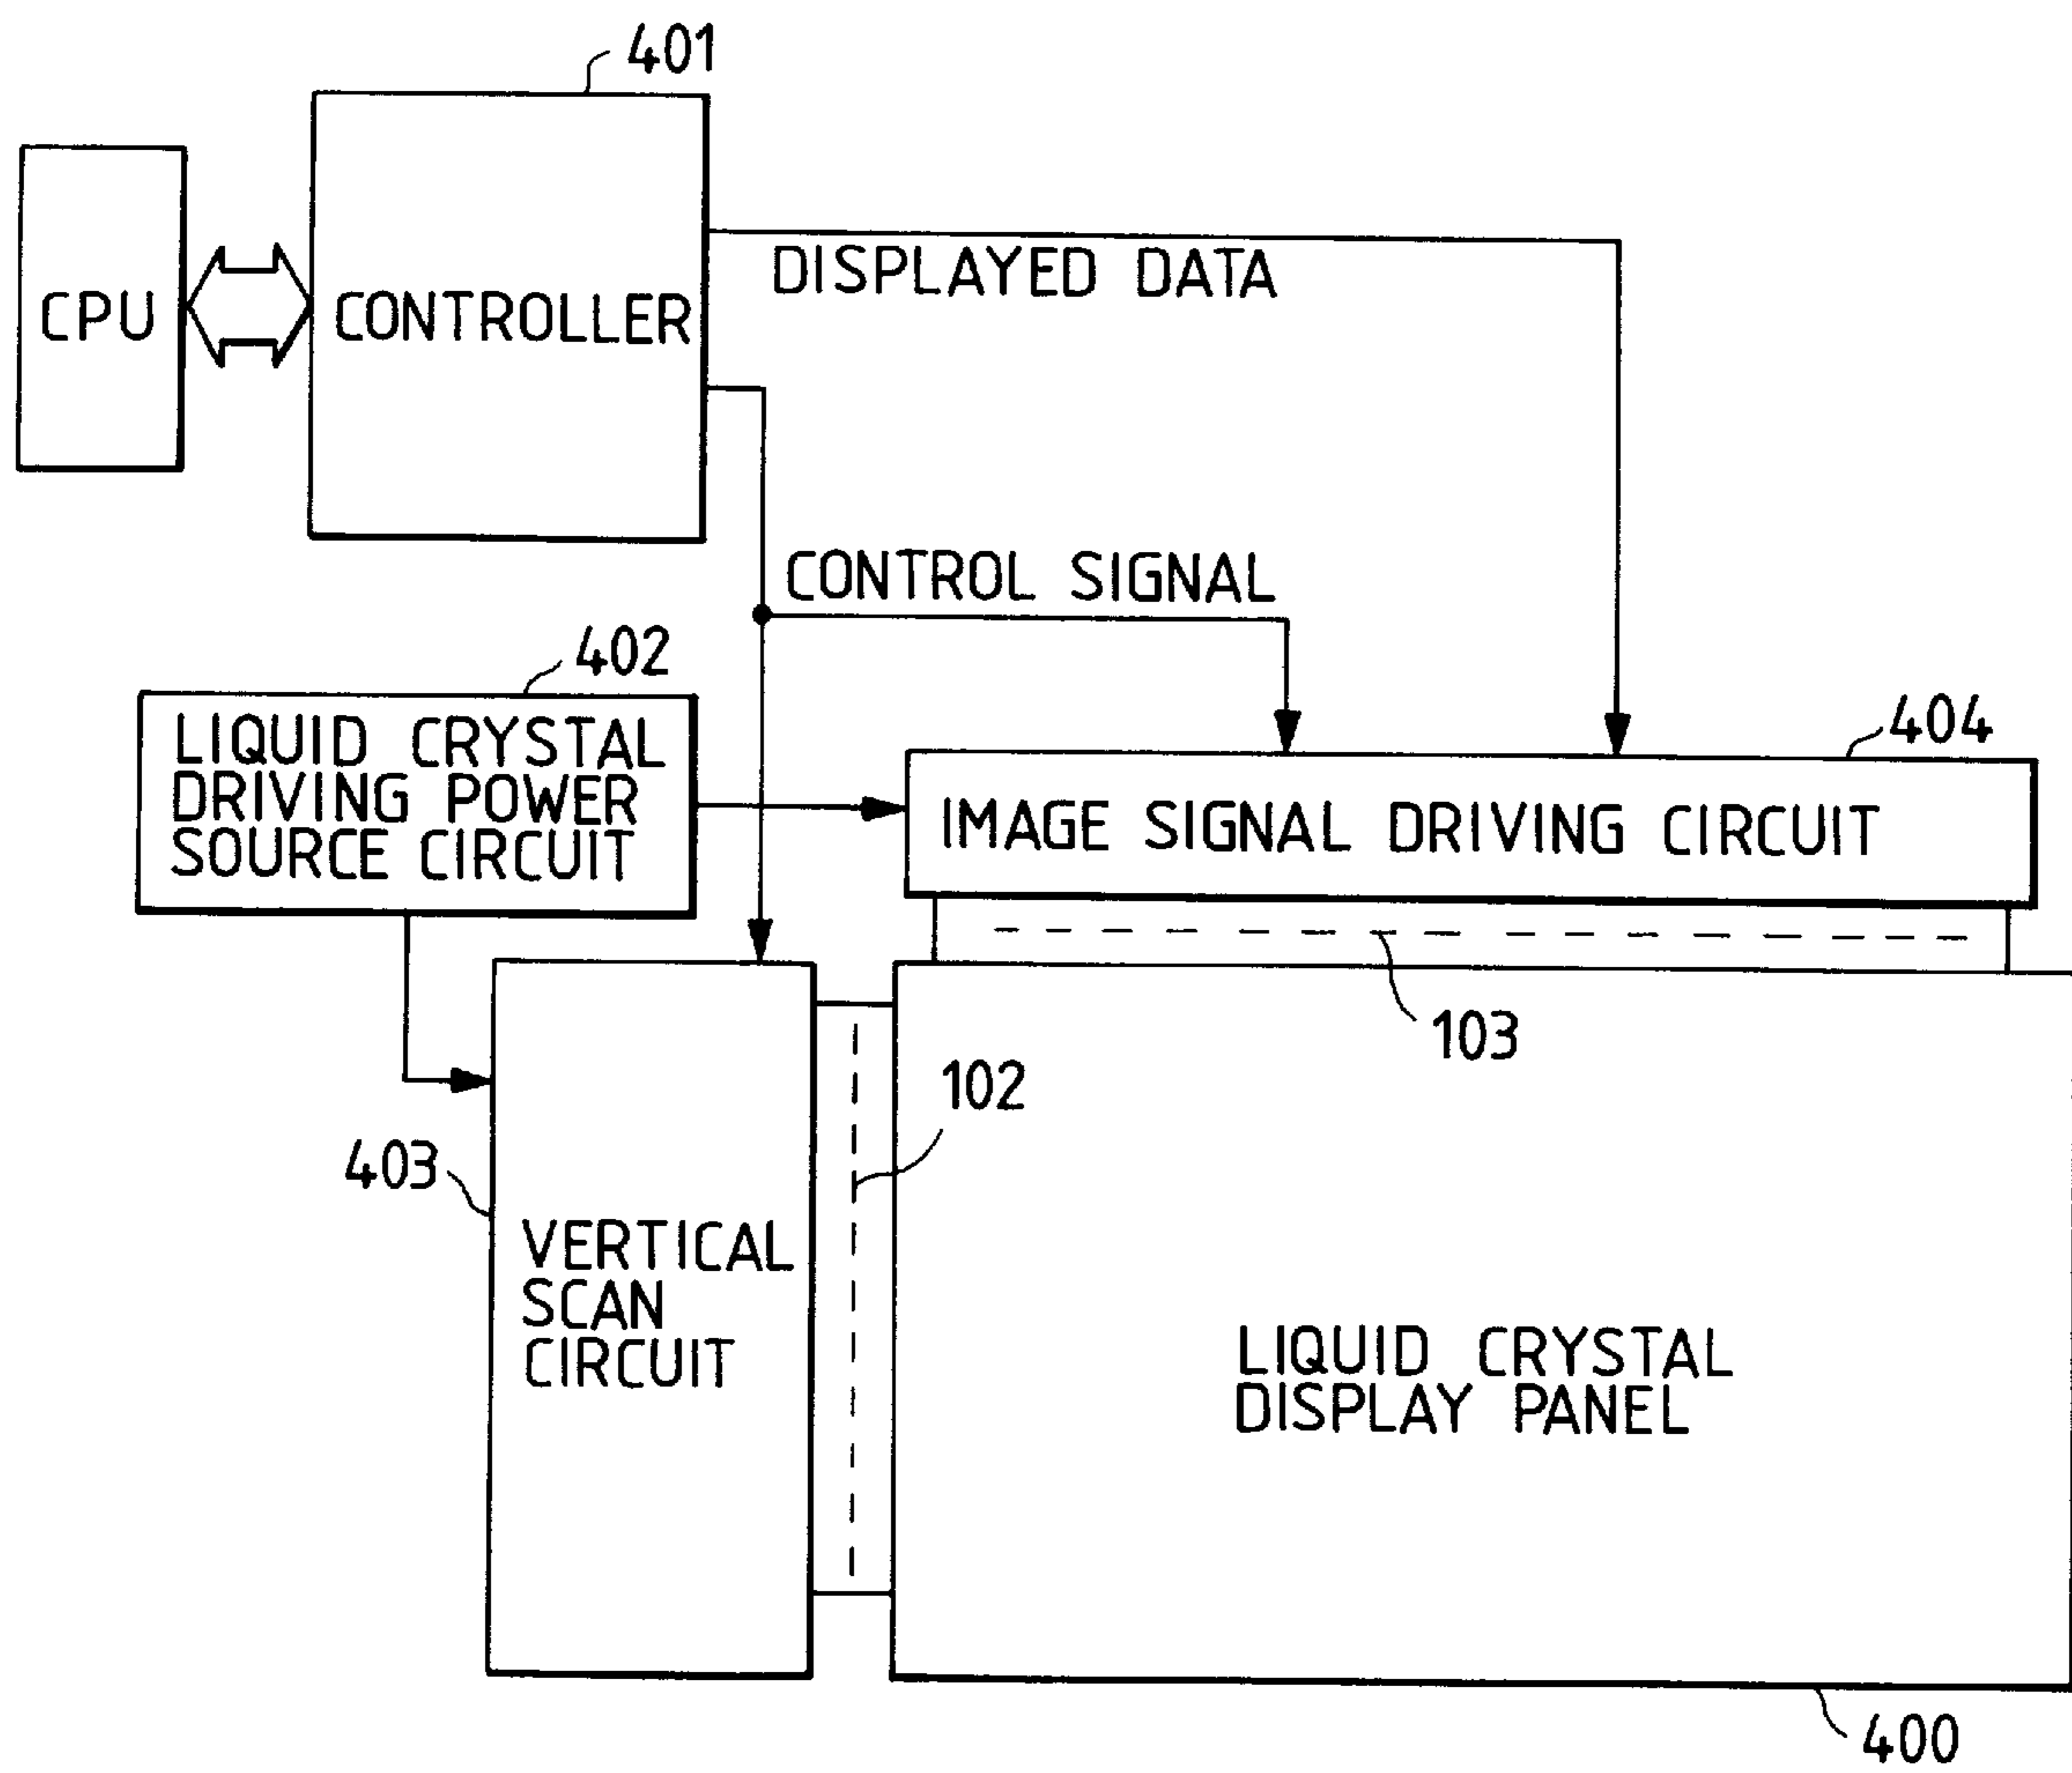 401
CPU
CONTROLLER
DISPLAYED DATA
CONTROL SIGNAL
402
LIQUID CRYSTAL
DRIVING POWER
SOURCE CIRCUIT
404
IMAGE SIGNAL DRIVING CIRCUIT
103
102
403
VERTICAL
SCAN
CIRCUIT
LIQUID CRYSTAL
DISPLAY PANEL
400